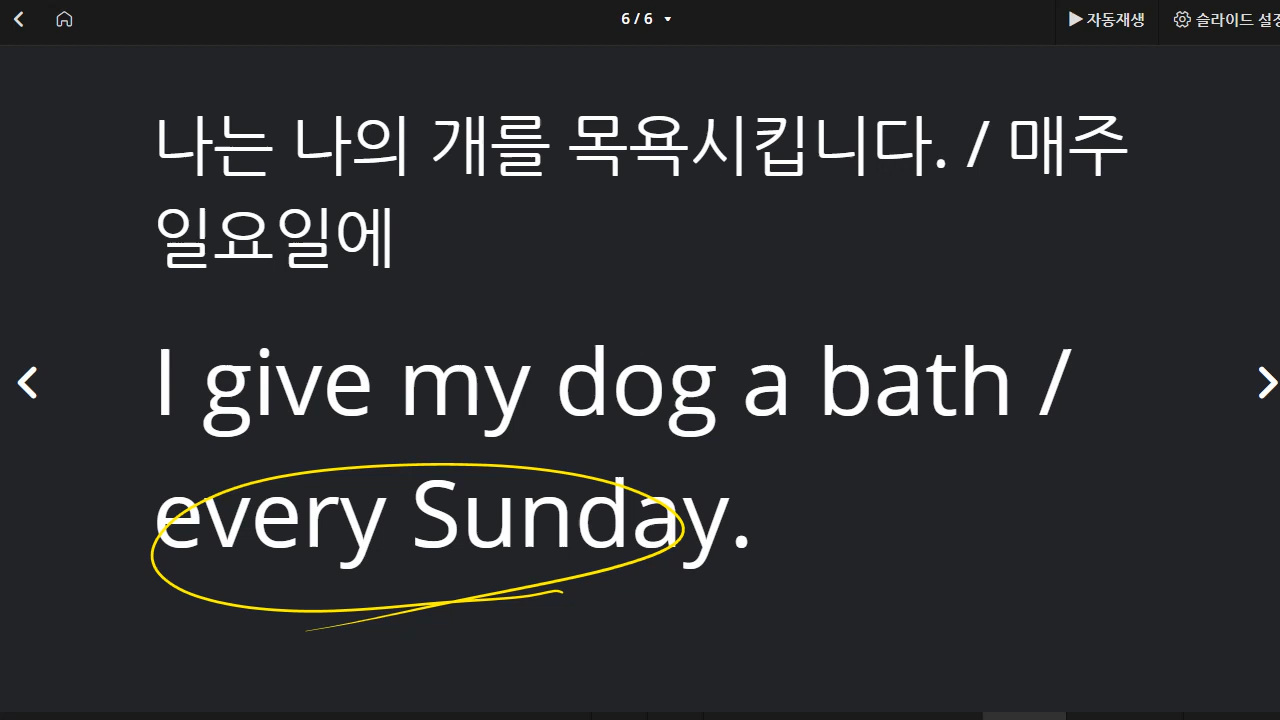 6 / 6
자동재생
슬라이드 설정
나는 나의 개를 목욕시킵니다. / 매주
일요일에
I give my dog a bath /
every Sunday.